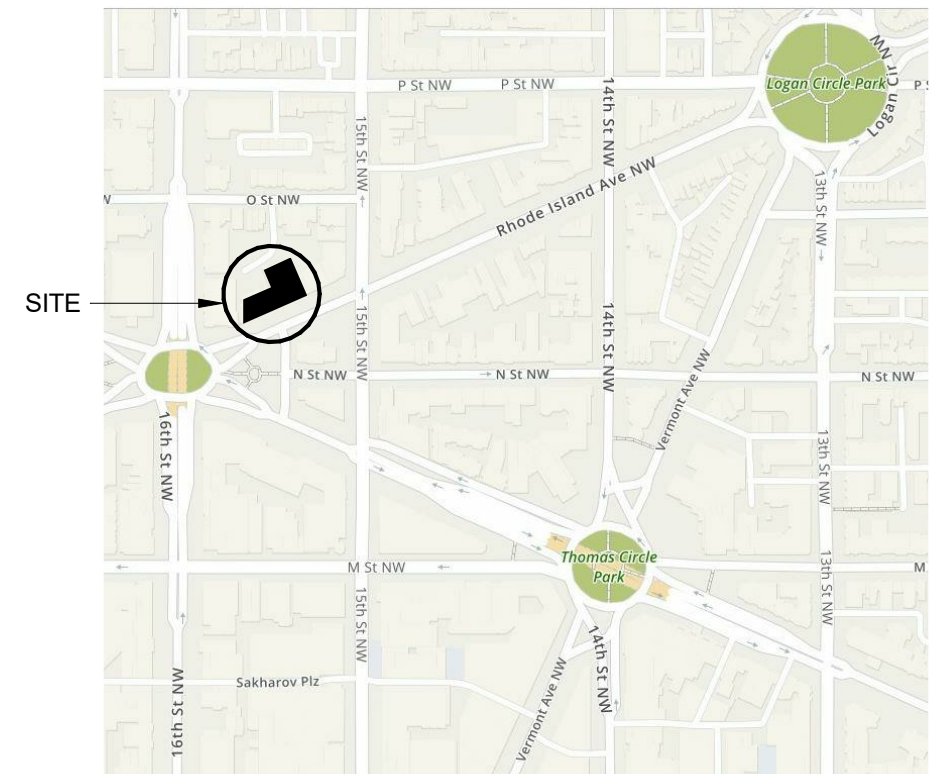 Logan Cir NW
Logan Circle Park
P St NW
P St NW
14th St NW
15th St NW
Rhode Island Ave NW
13th St NW
W
O St NW
SITE
15th St NW
14th St NW
N St NW
N St NW
N St NW
Vermont Ave NW
16th St NW
13th St NW
Thomas Circle
Park
M St NW
M
13th St NW
15th St NW
14th St NW
Sakharov Plz
16th St NW
Vermont Ave NW